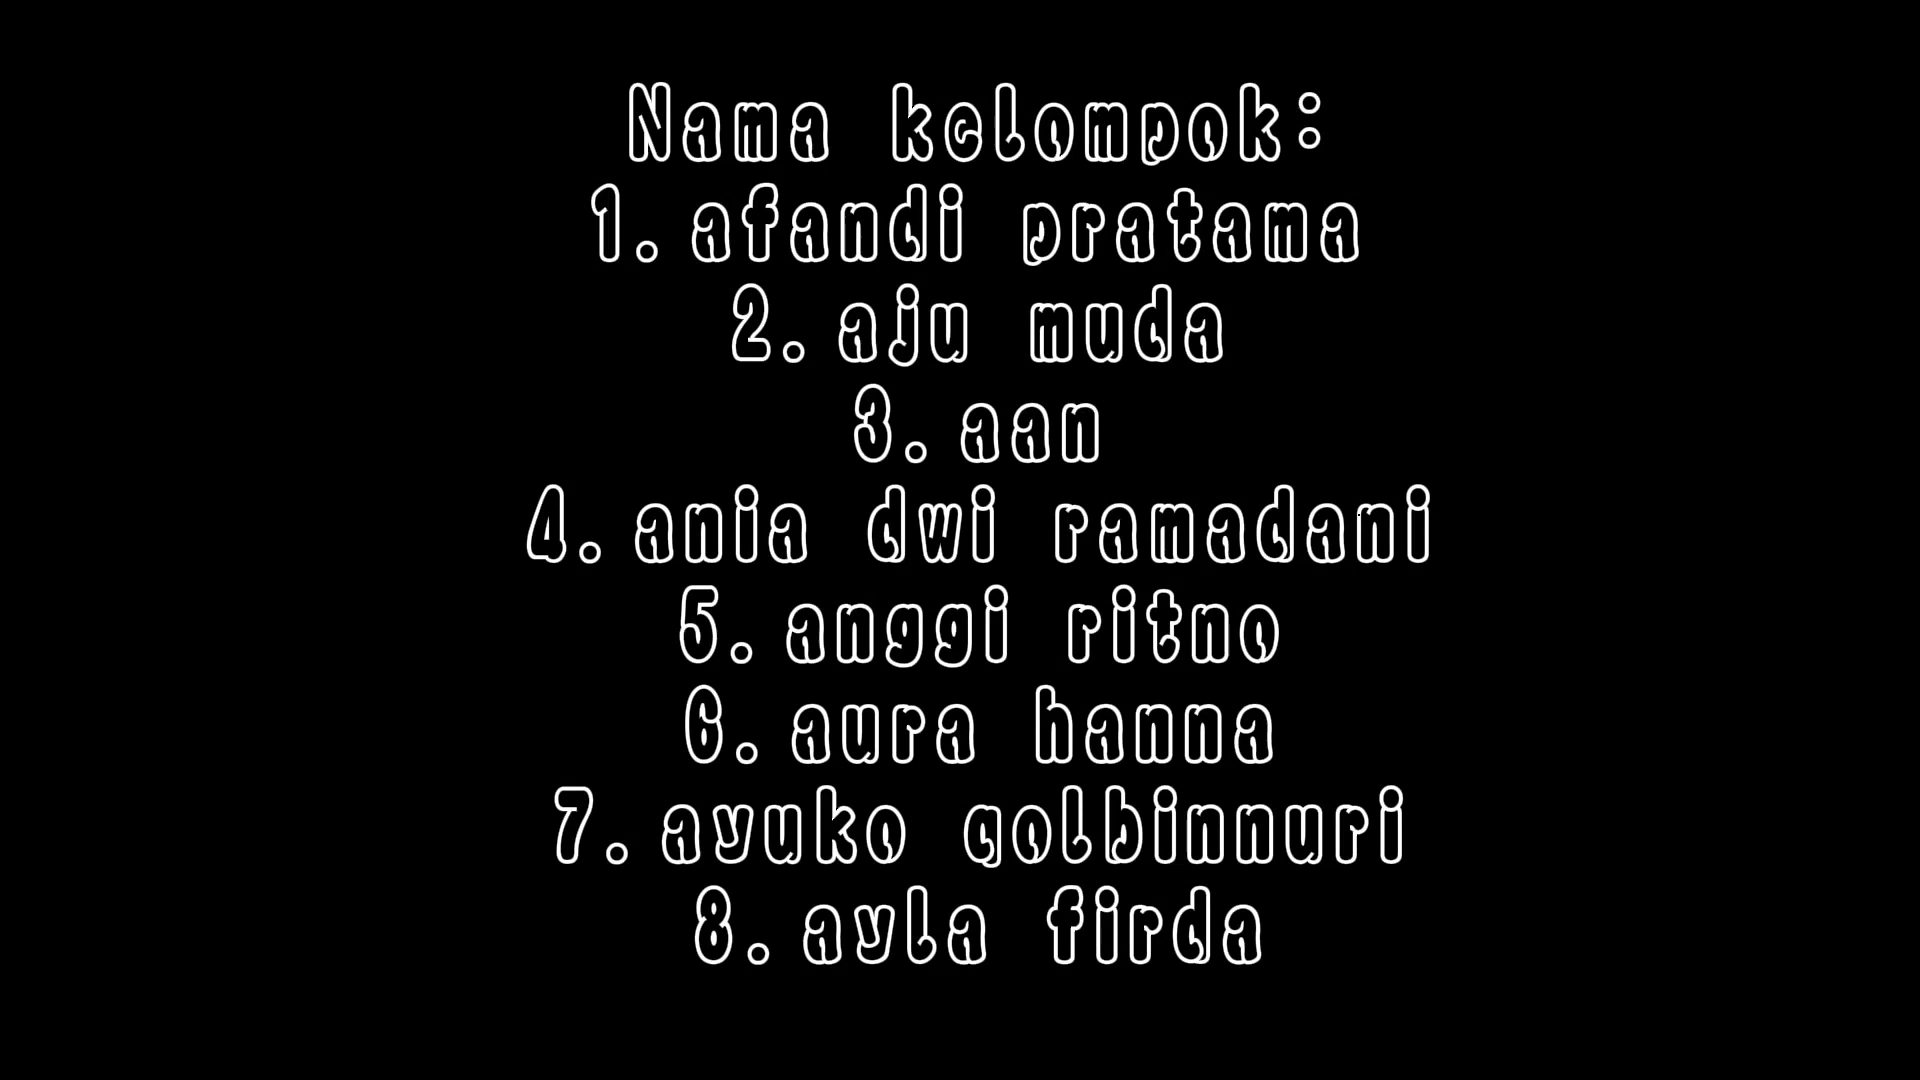 Nama kelompok:
1. afandi pratama
2. aju muda
3. aan
4. ania dwi ramadani
5. anggi ritno
6. aura hanna
7. ayuko qolbinnuri
8. ayla firda